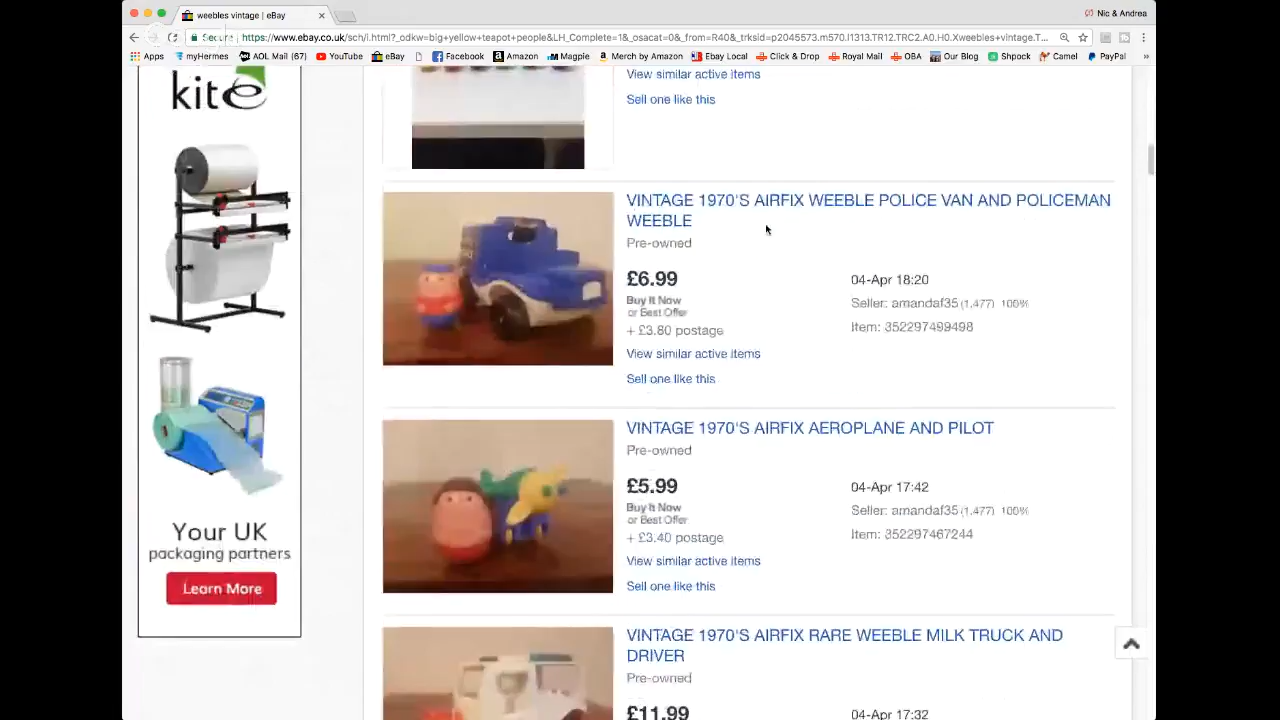 weebles vintage | eBay
Nic & Andrea
Secure https://www.ebay.co.uk/sch/i.html?_odkw=big+yellow+teapot+people&LH_Complete=1&_osacat=0&_from=R40&_trksid=p2045573.m570.l1313.TR12.TRC2.A0.H0.Xweebles+vintage.T...
Apps myHermes AOL Mail (67) YouTube eBay Facebook Amazon Magpie Merch by Amazon Ebay Local Click & Drop Royal Mail OBA Our Blog Shpock Camel PayPal »
kite
Your UK
packaging partners
Learn More
View similar active items
Sell one like this
VINTAGE 1970'S AIRFIX WEEBLE POLICE VAN AND POLICEMAN
WEEBLE
Pre-owned
£6.99
04-Apr 18:20
Buy It Now
Seller: amandaf35 (1,477) 100%
or Best Offer
+ £3.80 postage
Item: 352297499498
View similar active items
Sell one like this
VINTAGE 1970'S AIRFIX AEROPLANE AND PILOT
Pre-owned
£5.99
04-Apr 17:42
Buy It Now
Seller: amandaf35 (1,477) 100%
or Best Offer
+ £3.40 postage
Item: 352297467244
View similar active items
Sell one like this
VINTAGE 1970'S AIRFIX RARE WEEBLE MILK TRUCK AND
DRIVER
Pre-owned
£11.99
04-Apr 17:32